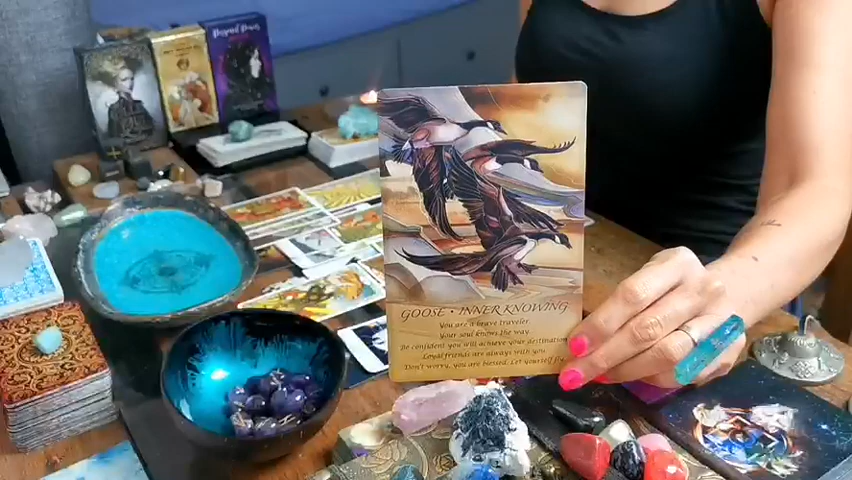 GOOSE • INNER KNOWING
You are a brave traveler.
Your soul knows the way.
Be confident you will achieve your destination.
Loyal friends are always with you.
Don't worry, you are blessed. Let yourself fly.